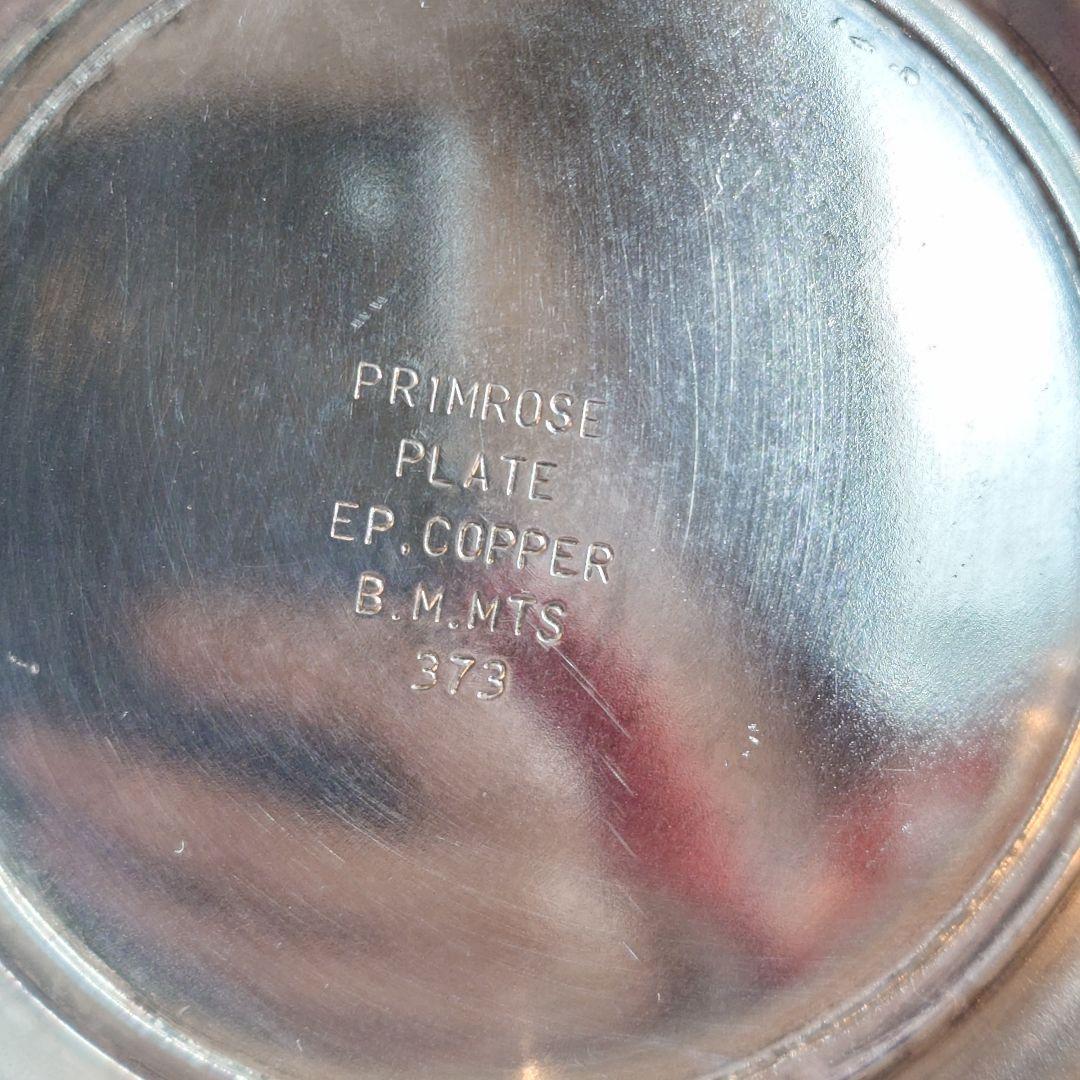 PRIMROSE
PLATE
EP.COPPER
B.M.MTS
373